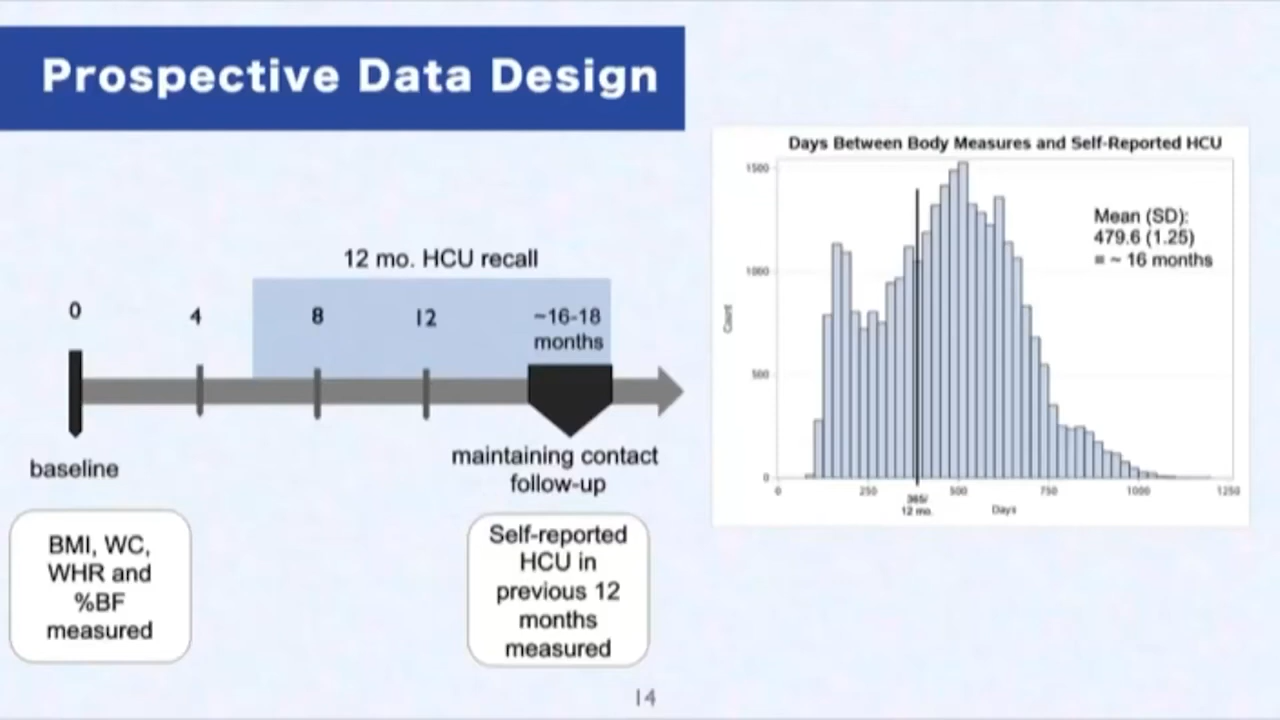 Prospective Data Design
12 mo. HCU recall
0
4
8
12
~16-18
months
baseline
maintaining contact
follow-up
BMI, WC,
WHR and
%BF
measured
Self-reported
HCU in
previous 12
months
measured
Days Between Body Measures and Self-Reported HCU
1500
1000
500
0
Count
Mean (SD):
479.6 (1.25)
= ~ 16 months
0
250
365/
12 mo.
500
750
1000
1250
Days
14